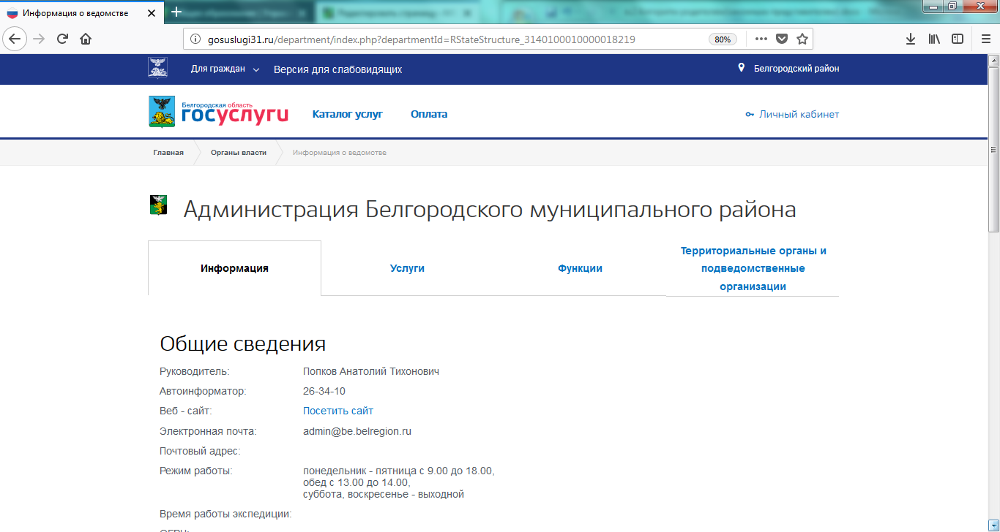 Информация о ведомстве
gosuslugi31.ru/department/index.php?departmentId=RStateStructure_3140100010000018219
80%
Для граждан
Версия для слабовидящих
Белгородский район
Белгородская область
госуслуги
Каталог услуг
Оплата
Личный кабинет
Главная
Органы власти
Информация о ведомстве
Администрация Белгородского муниципального района
Информация
Услуги
Функции
Территориальные органы и
подведомственные
организации
Общие сведения
Руководитель: Попков Анатолий Тихонович
Автоинформатор: 26-34-10
Веб - сайт: Посетить сайт
Электронная почта: admin@be.belregion.ru
Почтовый адрес:
Режим работы: понедельник - пятница с 9.00 до 18.00,
обед с 13.00 до 14.00,
суббота, воскресенье - выходной
Время работы экспедиции: